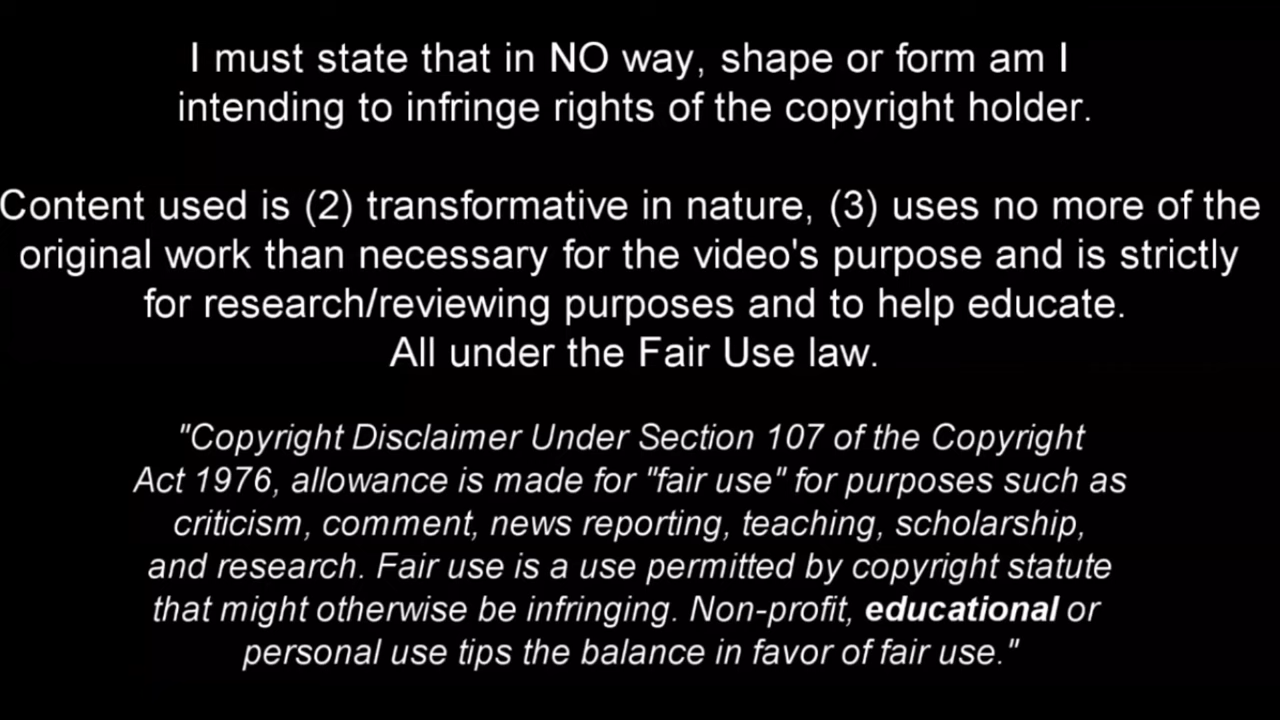 I must state that in NO way, shape or form am I
intending to infringe rights of the copyright holder.
Content used is (2) transformative in nature, (3) uses no more of the
original work than necessary for the video's purpose and is strictly
for research/reviewing purposes and to help educate.
All under the Fair Use law.
"Copyright Disclaimer Under Section 107 of the Copyright
Act 1976, allowance is made for "fair use" for purposes such as
criticism, comment, news reporting, teaching, scholarship,
and research. Fair use is a use permitted by copyright statute
that might otherwise be infringing. Non-profit, educational or
personal use tips the balance in favor of fair use."